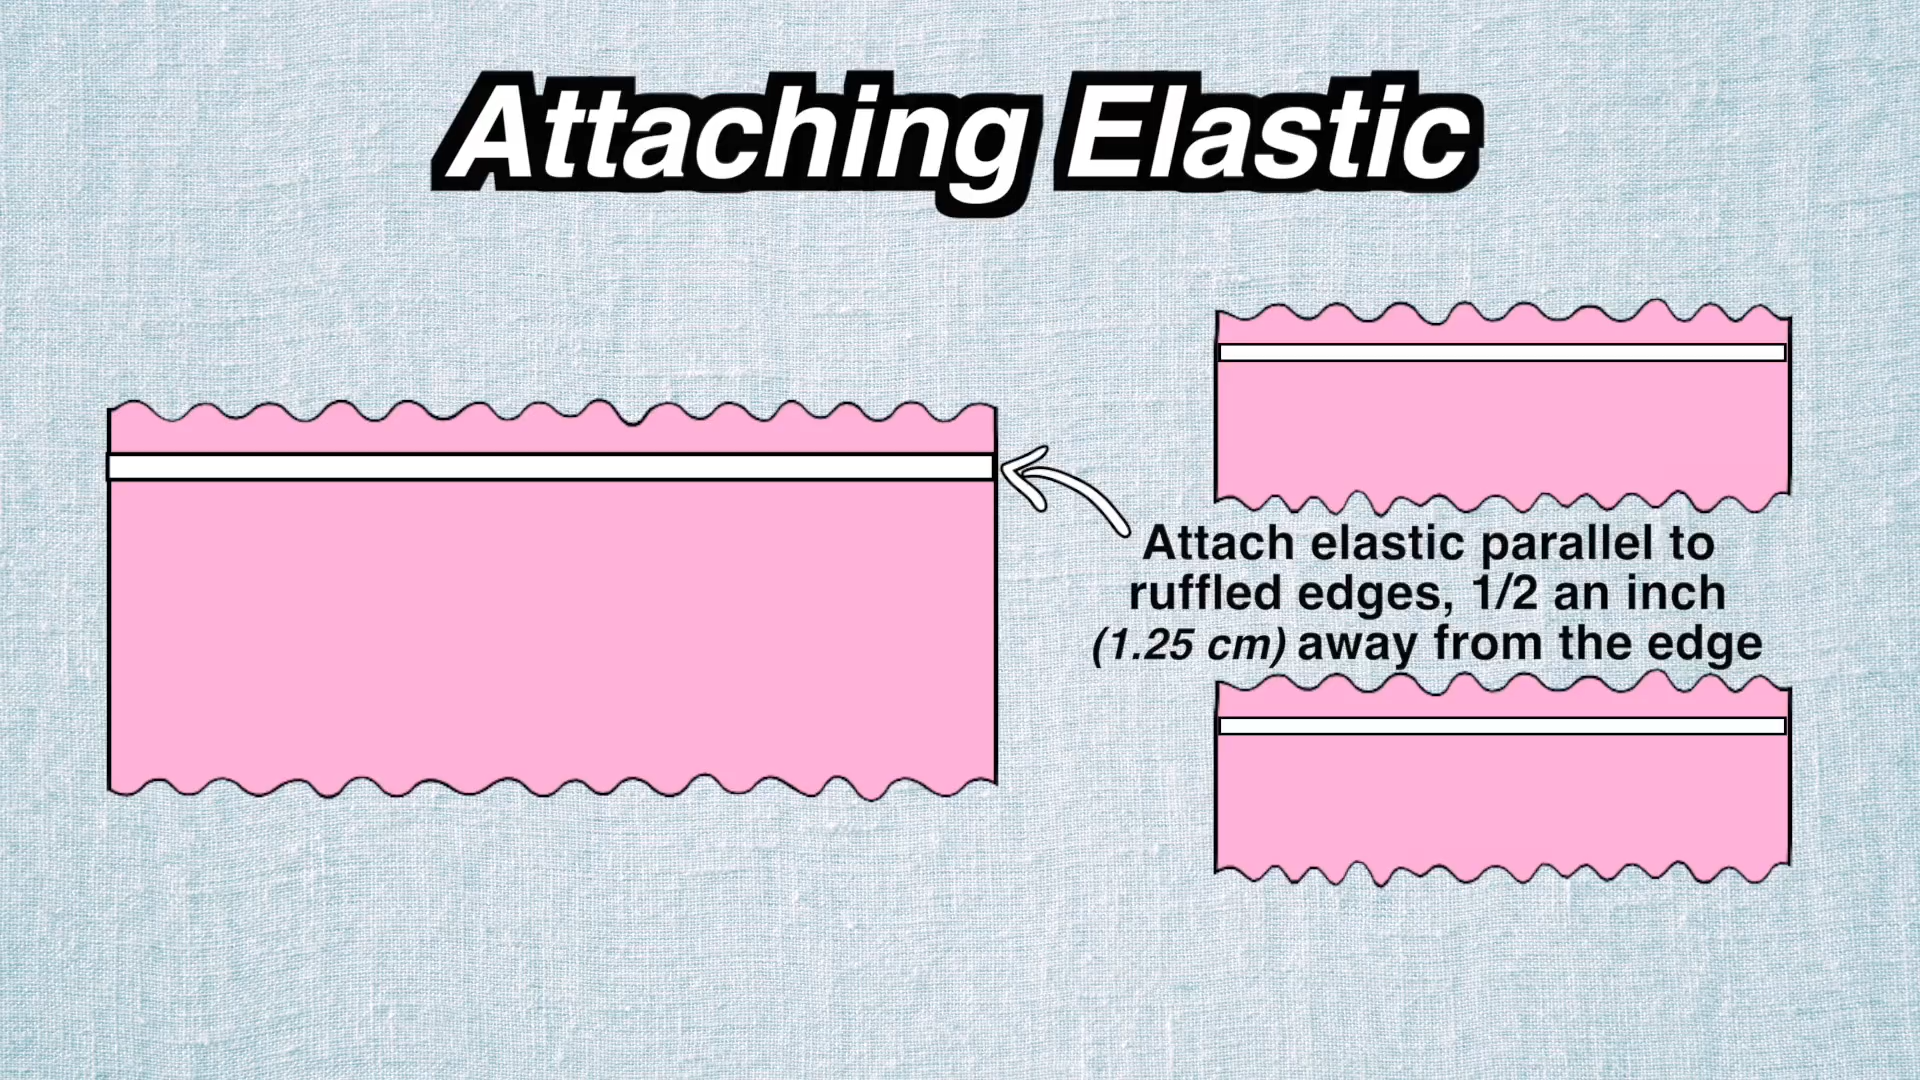 Attaching Elastic
Attach elastic parallel to
ruffled edges, 1/2 an inch
(1.25 cm) away from the edge